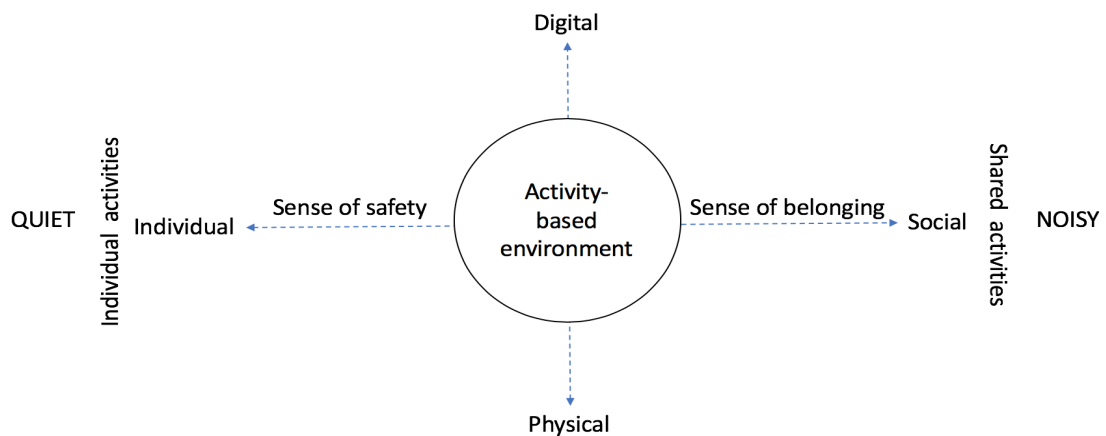 Digital
QUIET
Individual activities
Individual
Sense of safety
Activity-
based
environment
Sense of belonging
Social
Shared activities
NOISY
Physical